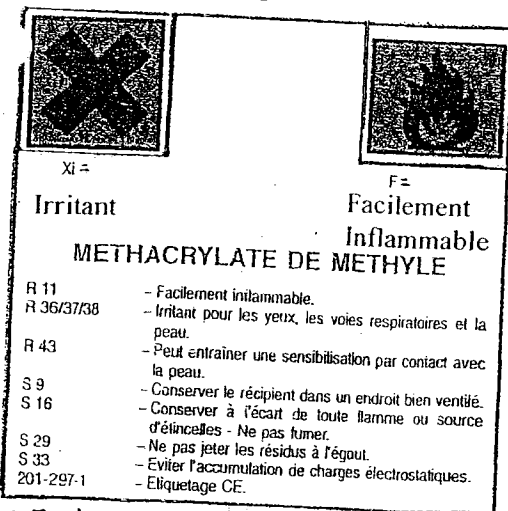 Xi =
F =
Irritant
Facilement
Inflammable
METHACRYLATE DE METHYLE
R 11 – Facilement inflammable.
R 36/37/38 – Irritant pour les yeux, les voies respiratoires et la
peau.
R 43 – Peut entraîner une sensibilisation par contact avec
la peau.
S 9 – Conserver le récipient dans un endroit bien ventilé.
S 16 – Conserver à l'écart de toute flamme ou source
d'étincelles - Ne pas fumer.
S 29 – Ne pas jeter les résidus à l'égout.
S 33 – Eviter l'accumulation de charges électrostatiques.
201-297-1 – Etiquetage CE.